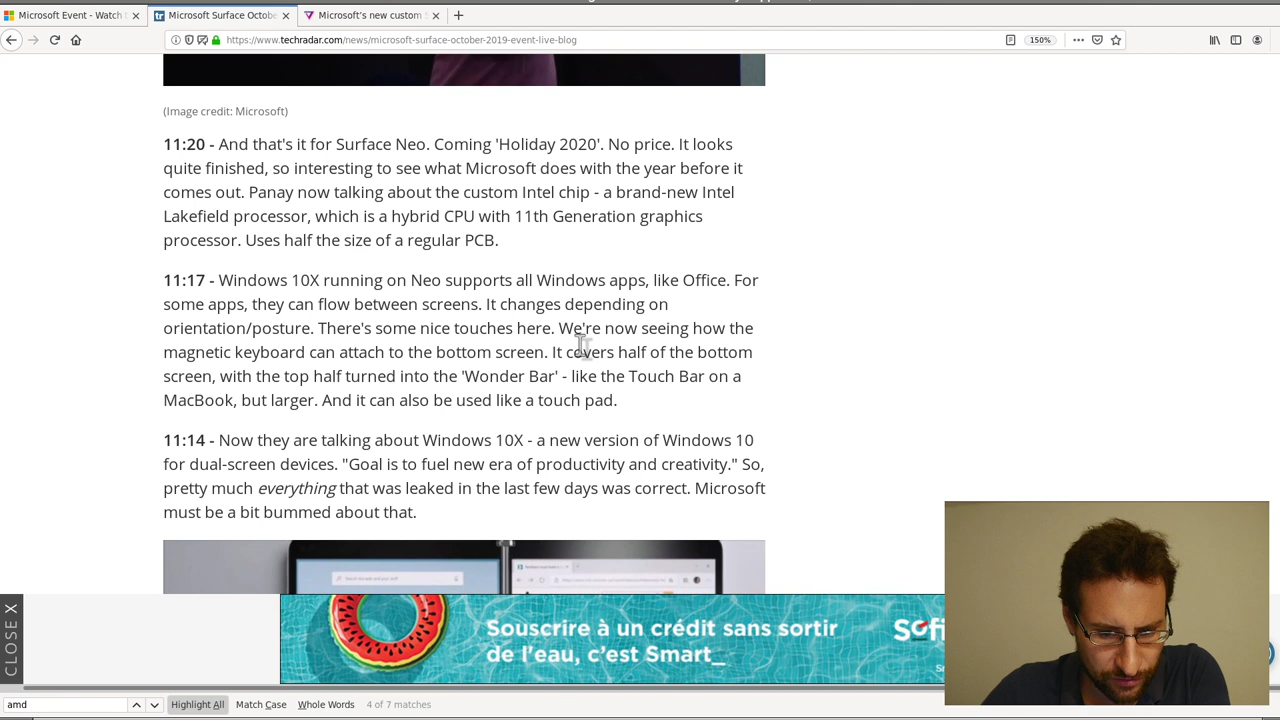 Microsoft Event - Watch t
Microsoft Surface Octobe
Microsoft's new custom
https://www.techradar.com/news/microsoft-surface-october-2019-event-live-blog
150%
(Image credit: Microsoft)
11:20 - And that's it for Surface Neo. Coming 'Holiday 2020'. No price. It looks
quite finished, so interesting to see what Microsoft does with the year before it
comes out. Panay now talking about the custom Intel chip - a brand-new Intel
Lakefield processor, which is a hybrid CPU with 11th Generation graphics
processor. Uses half the size of a regular PCB.
11:17 - Windows 10X running on Neo supports all Windows apps, like Office. For
some apps, they can flow between screens. It changes depending on
orientation/posture. There's some nice touches here. We're now seeing how the
magnetic keyboard can attach to the bottom screen. It covers half of the bottom
screen, with the top half turned into the 'Wonder Bar' - like the Touch Bar on a
MacBook, but larger. And it can also be used like a touch pad.
11:14 - Now they are talking about Windows 10X - a new version of Windows 10
for dual-screen devices. "Goal is to fuel new era of productivity and creativity." So,
pretty much everything that was leaked in the last few days was correct. Microsoft
must be a bit bummed about that.
CLOSE X
Souscrire à un crédit sans sortir
de l'eau, c'est Smart_
Sofi
amd
Highlight All
Match Case
Whole Words
4 of 7 matches